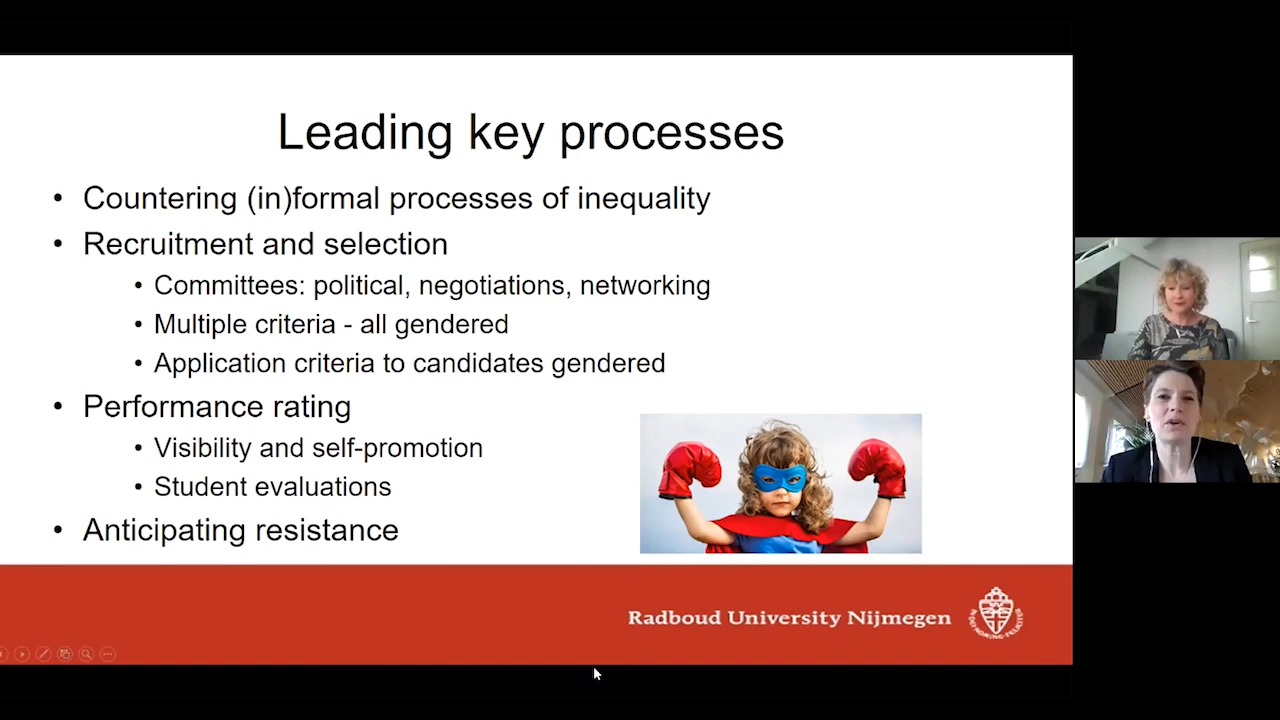 Leading key processes
• Countering (in)formal processes of inequality
• Recruitment and selection
• Committees: political, negotiations, networking
• Multiple criteria - all gendered
• Application criteria to candidates gendered
• Performance rating
• Visibility and self-promotion
• Student evaluations
• Anticipating resistance
Radboud University Nijmegen